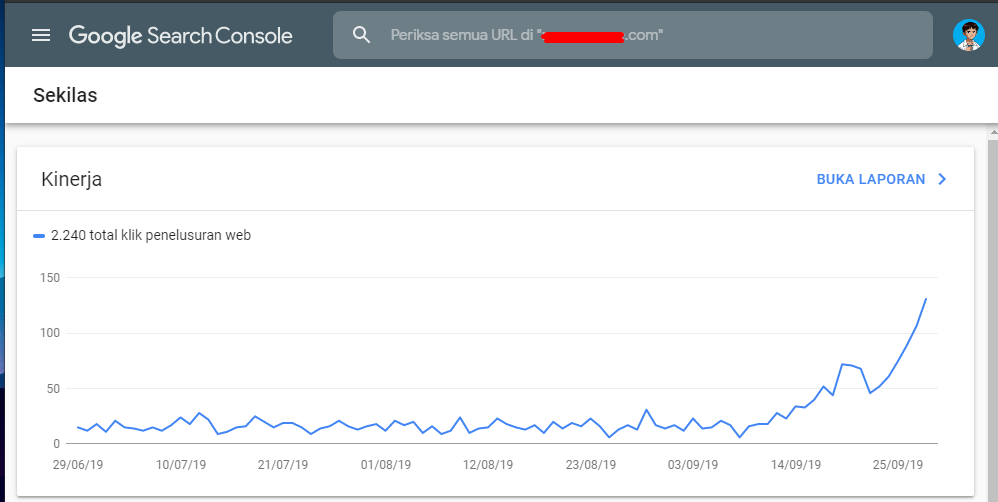 Google Search Console
Periksa semua URL di ".com"
Sekilas
Kinerja
BUKA LAPORAN
2.240 total klik penelusuran web
150
100
50
0
29/06/19 10/07/19 21/07/19 01/08/19 12/08/19 23/08/19 03/09/19 14/09/19 25/09/19